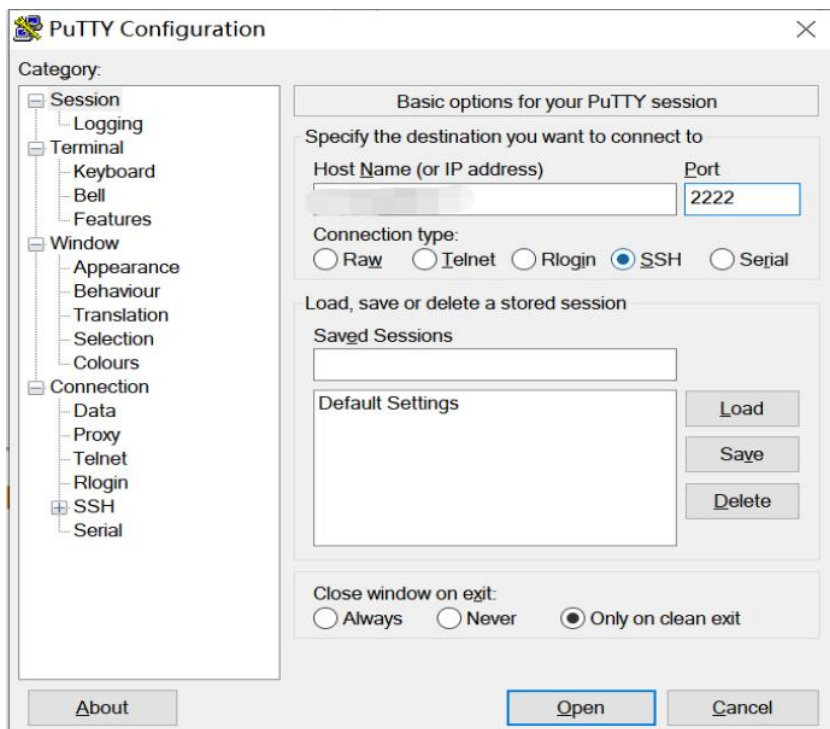 PuTTY Configuration
Category:
Session
Logging
Terminal
Keyboard
Bell
Features
Window
Appearance
Behaviour
Translation
Selection
Colours
Connection
Data
Proxy
Telnet
Rlogin
SSH
Serial
Basic options for your PuTTY session
Specify the destination you want to connect to
Host Name (or IP address) Port
2222
Connection type:
Raw Telnet Rlogin SSH Serial
Load, save or delete a stored session
Saved Sessions
Default Settings
Load
Save
Delete
Close window on exit:
Always Never Only on clean exit
About Open Cancel